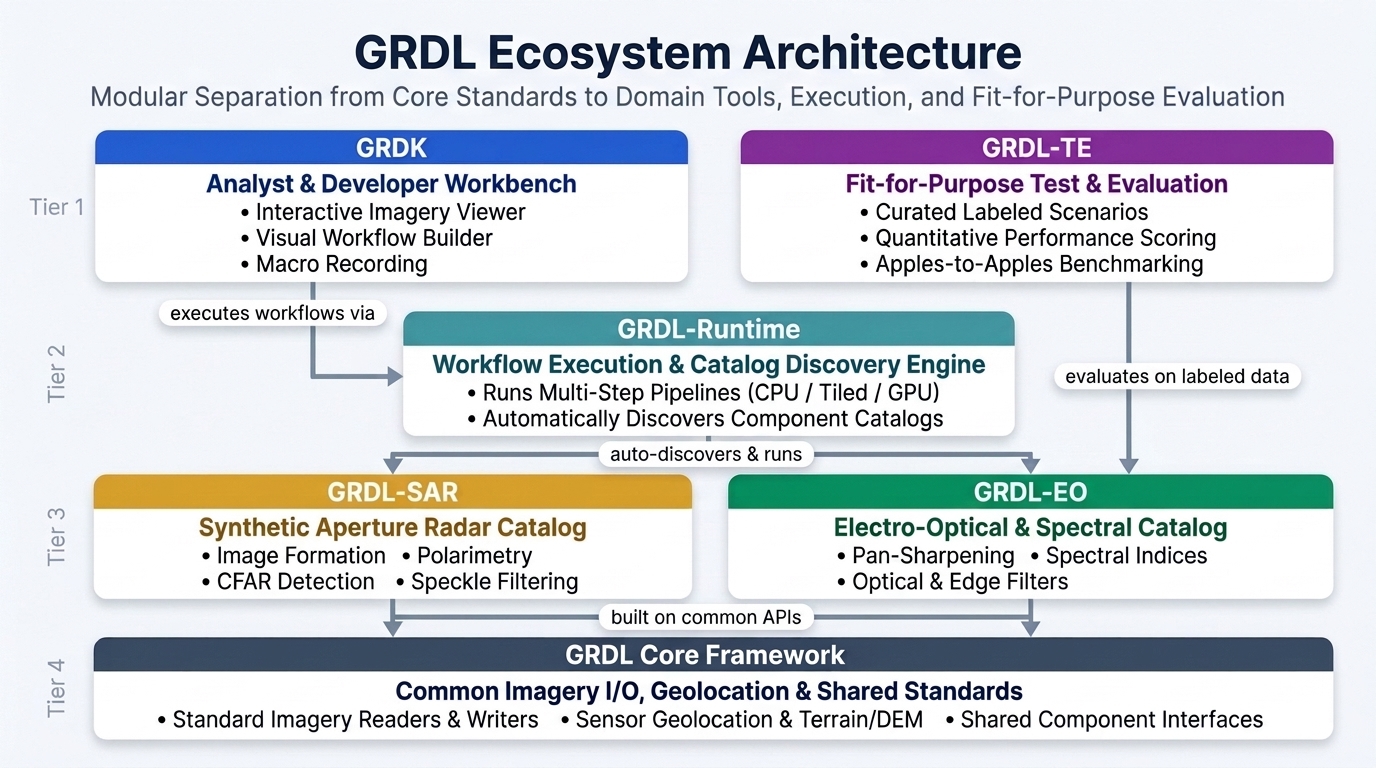 GRDL Ecosystem Architecture
Modular Separation from Core Standards to Domain Tools, Execution, and Fit-for-Purpose Evaluation
Tier 1
GRDK
Analyst & Developer Workbench
• Interactive Imagery Viewer
• Visual Workflow Builder
• Macro Recording
GRDL-TE
Fit-for-Purpose Test & Evaluation
• Curated Labeled Scenarios
• Quantitative Performance Scoring
• Apples-to-Apples Benchmarking
executes workflows via
Tier 2
GRDL-Runtime
Workflow Execution & Catalog Discovery Engine
• Runs Multi-Step Pipelines (CPU / Tiled / GPU)
• Automatically Discovers Component Catalogs
evaluates on labeled data
auto-discovers & runs
Tier 3
GRDL-SAR
Synthetic Aperture Radar Catalog
• Image Formation • Polarimetry
• CFAR Detection • Speckle Filtering
GRDL-EO
Electro-Optical & Spectral Catalog
• Pan-Sharpening • Spectral Indices
• Optical & Edge Filters
built on common APIs
Tier 4
GRDL Core Framework
Common Imagery I/O, Geolocation & Shared Standards
• Standard Imagery Readers & Writers • Sensor Geolocation & Terrain/DEM • Shared Component Interfaces